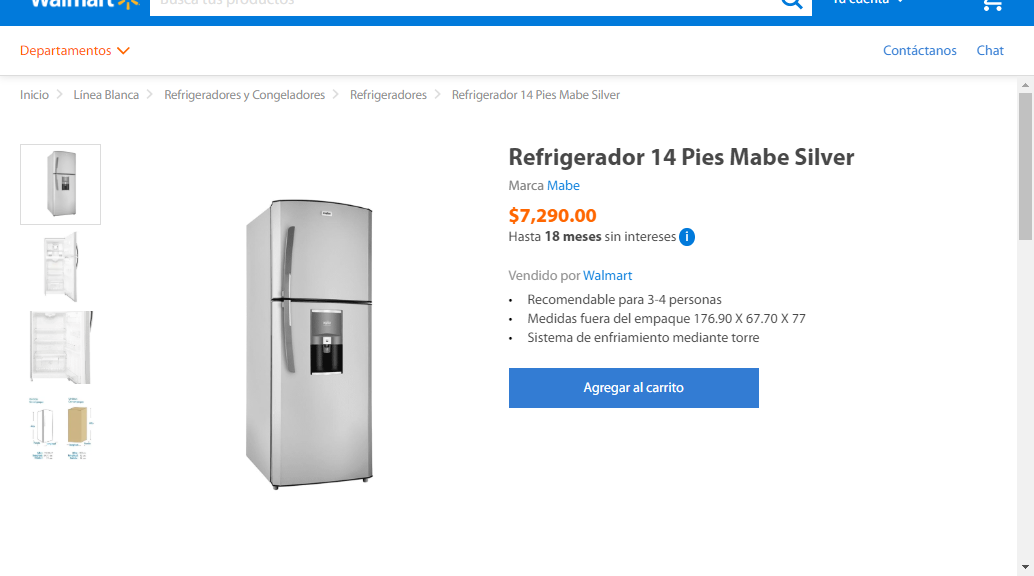 Walmart
Busca tus productos
Tu cuenta
Departamentos
Contáctanos
Chat
Inicio
Línea Blanca
Refrigeradores y Congeladores
Refrigeradores
Refrigerador 14 Pies Mabe Silver
Refrigerador 14 Pies Mabe Silver
Marca Mabe
$7,290.00
Hasta 18 meses sin intereses i
Vendido por Walmart
• Recomendable para 3-4 personas
• Medidas fuera del empaque 176.90 X 67.70 X 77
• Sistema de enfriamiento mediante torre
Agregar al carrito